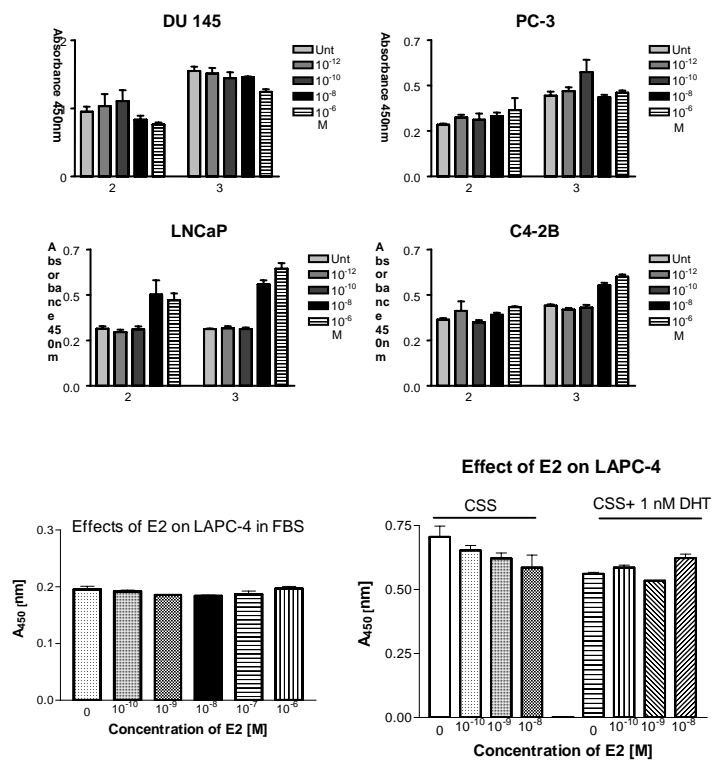 DU 145
Absorbance 450nm
2
450
0
2
3
Unt
10-12
10-10
10-8
10-6
M
PC-3
Absorbance 450nm
0.7
0.5
0.2
0.0
2
3
Unt
10-12
10-10
10-8
10-6
M
LNCaP
A
bs
or
ba
nc
e
45
0n
m
0.7
0.5
0.2
0.0
2
3
Unt
10-12
10-10
10-8
10-6
M
C4-2B
A
bs
or
ba
nc
e
45
0n
m
0.7
0.5
0.2
0.0
2
3
Unt
10-12
10-10
10-8
10-6
M
Effects of E2 on LAPC-4 in FBS
A450 [nm]
0.3
0.2
0.1
0.0
0 10-10 10-9 10-8 10-7 10-6
Concentration of E2 [M]
Effect of E2 on LAPC-4
CSS CSS+ 1 nM DHT
A450 [nm]
0.75
0.50
0.25
0.00
0 10-10 10-9 10-8 0 10-10 10-9 10-8
Concentration of E2 [M]